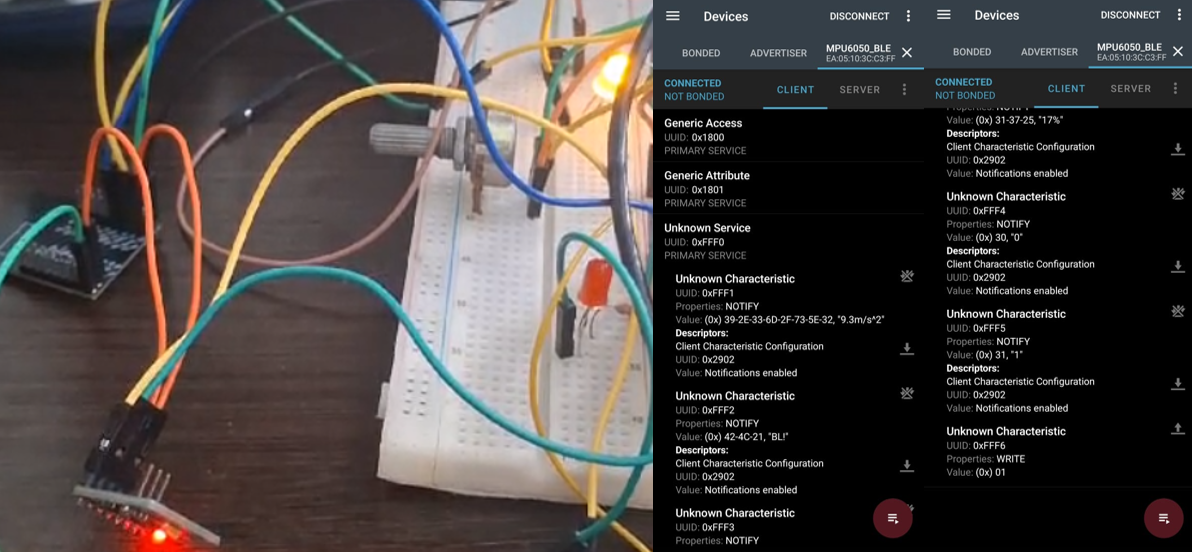 Devices
DISCONNECT
BONDED
ADVERTISER
MPU6050_BLE
EA:05:10:3C:C3:FF
CONNECTED
NOT BONDED
CLIENT
SERVER
Generic Access
UUID: 0x1800
PRIMARY SERVICE
Generic Attribute
UUID: 0x1801
PRIMARY SERVICE
Unknown Service
UUID: 0xFFF0
PRIMARY SERVICE
Unknown Characteristic
UUID: 0xFFF1
Properties: NOTIFY
Value: (0x) 39-2E-33-6D-2F-73-5E-32, "9.3m/s^2"
Descriptors:
Client Characteristic Configuration
UUID: 0x2902
Value: Notifications enabled
Unknown Characteristic
UUID: 0xFFF2
Properties: NOTIFY
Value: (0x) 42-4C-21, "BL!"
Descriptors:
Client Characteristic Configuration
UUID: 0x2902
Value: Notifications enabled
Unknown Characteristic
UUID: 0xFFF3
Properties: NOTIFY
Devices
DISCONNECT
BONDED
ADVERTISER
MPU6050_BLE
EA:05:10:3C:C3:FF
CONNECTED
NOT BONDED
CLIENT
SERVER
Properties: NOTIFY
Value: (0x) 31-37-25, "17%"
Descriptors:
Client Characteristic Configuration
UUID: 0x2902
Value: Notifications enabled
Unknown Characteristic
UUID: 0xFFF4
Properties: NOTIFY
Value: (0x) 30, "0"
Descriptors:
Client Characteristic Configuration
UUID: 0x2902
Value: Notifications enabled
Unknown Characteristic
UUID: 0xFFF5
Properties: NOTIFY
Value: (0x) 31, "1"
Descriptors:
Client Characteristic Configuration
UUID: 0x2902
Value: Notifications enabled
Unknown Characteristic
UUID: 0xFFF6
Properties: WRITE
Value: (0x) 01